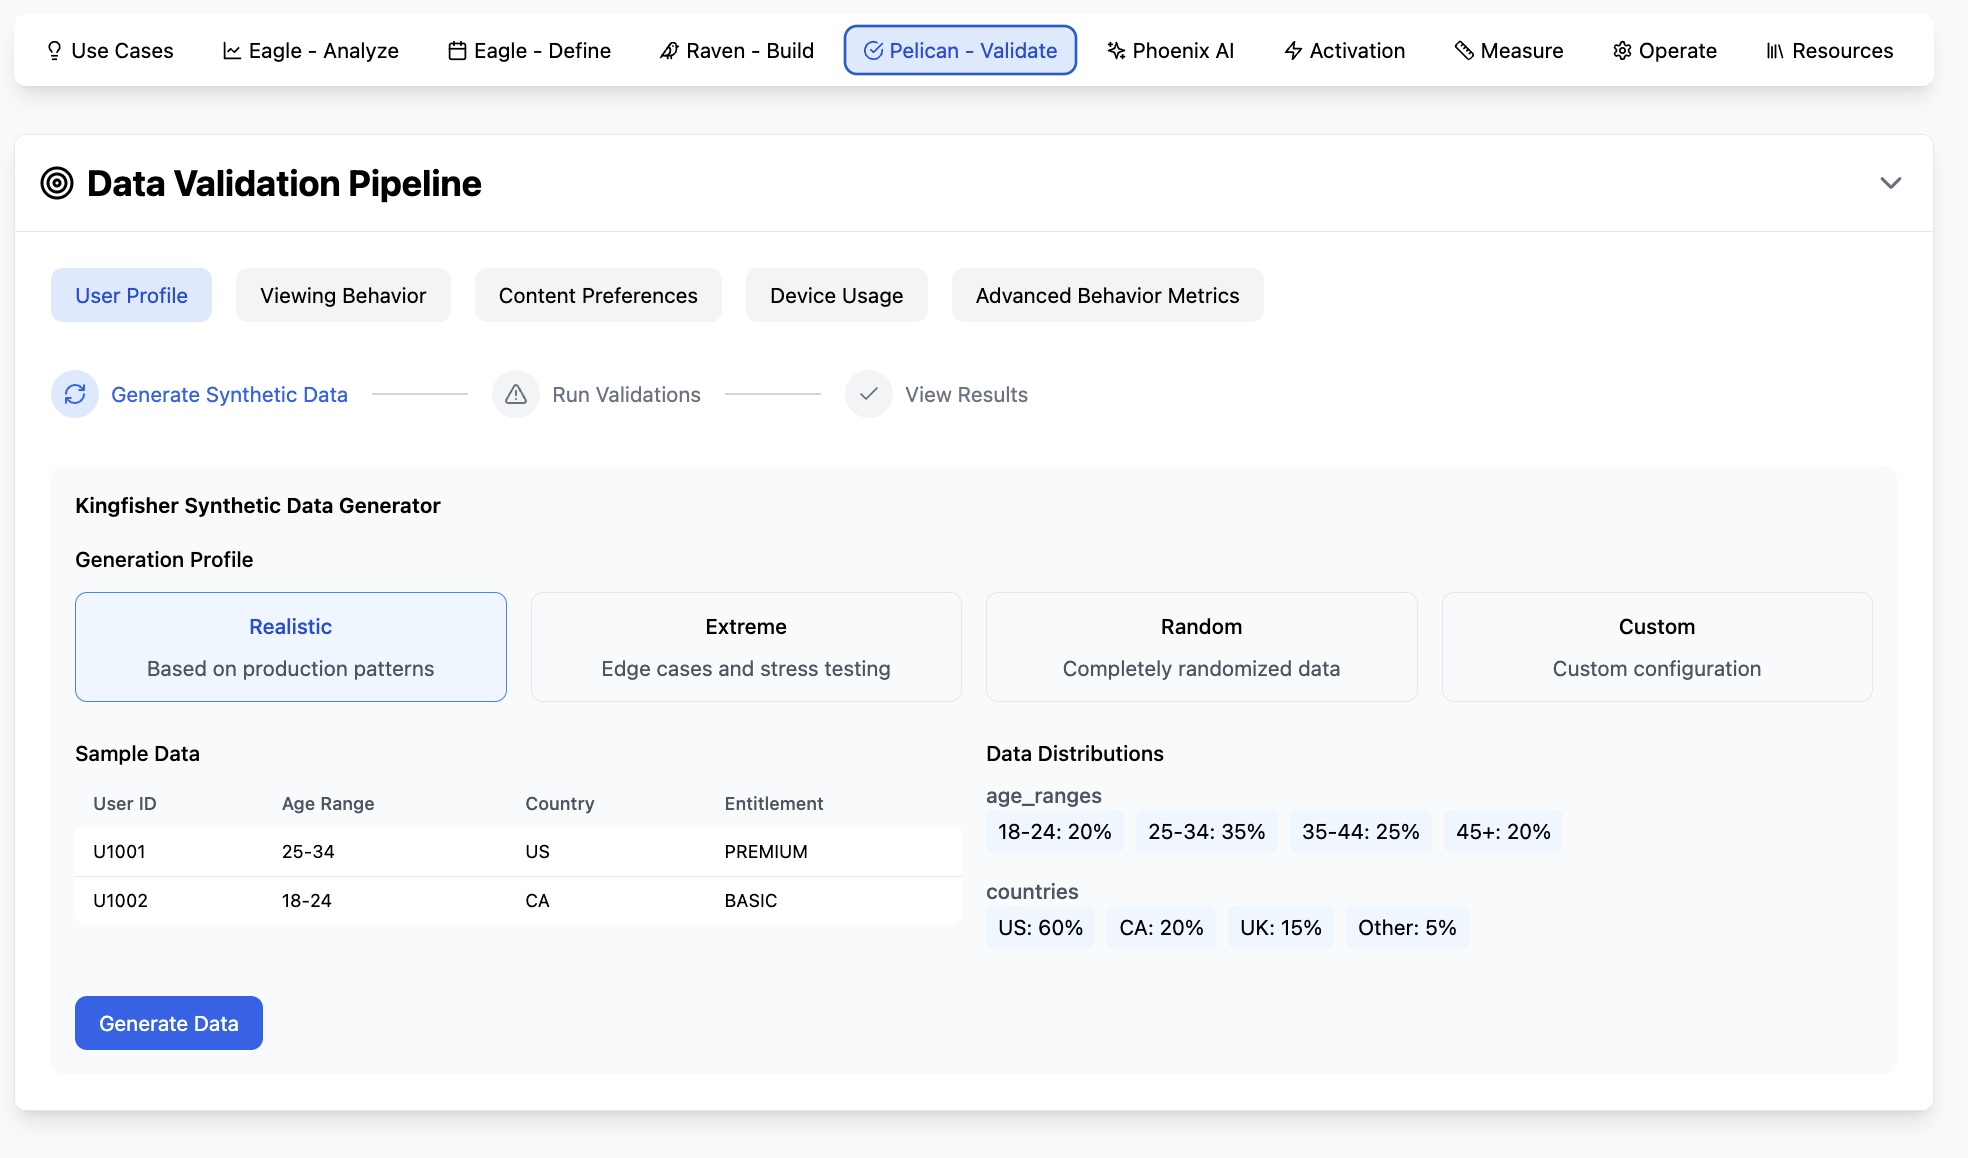 Use Cases Eagle - Analyze Eagle - Define Raven - Build Pelican - Validate Phoenix AI Activation Measure Operate Resources
Data Validation Pipeline
User Profile Viewing Behavior Content Preferences Device Usage Advanced Behavior Metrics
Generate Synthetic Data Run Validations View Results
Kingfisher Synthetic Data Generator
Generation Profile
Realistic Extreme Random Custom
Based on production patterns Edge cases and stress testing Completely randomized data Custom configuration
Sample Data
User ID Age Range Country Entitlement
U1001 25-34 US PREMIUM
U1002 18-24 CA BASIC
Data Distributions
age_ranges
18-24: 20% 25-34: 35% 35-44: 25% 45+: 20%
countries
US: 60% CA: 20% UK: 15% Other: 5%
Generate Data